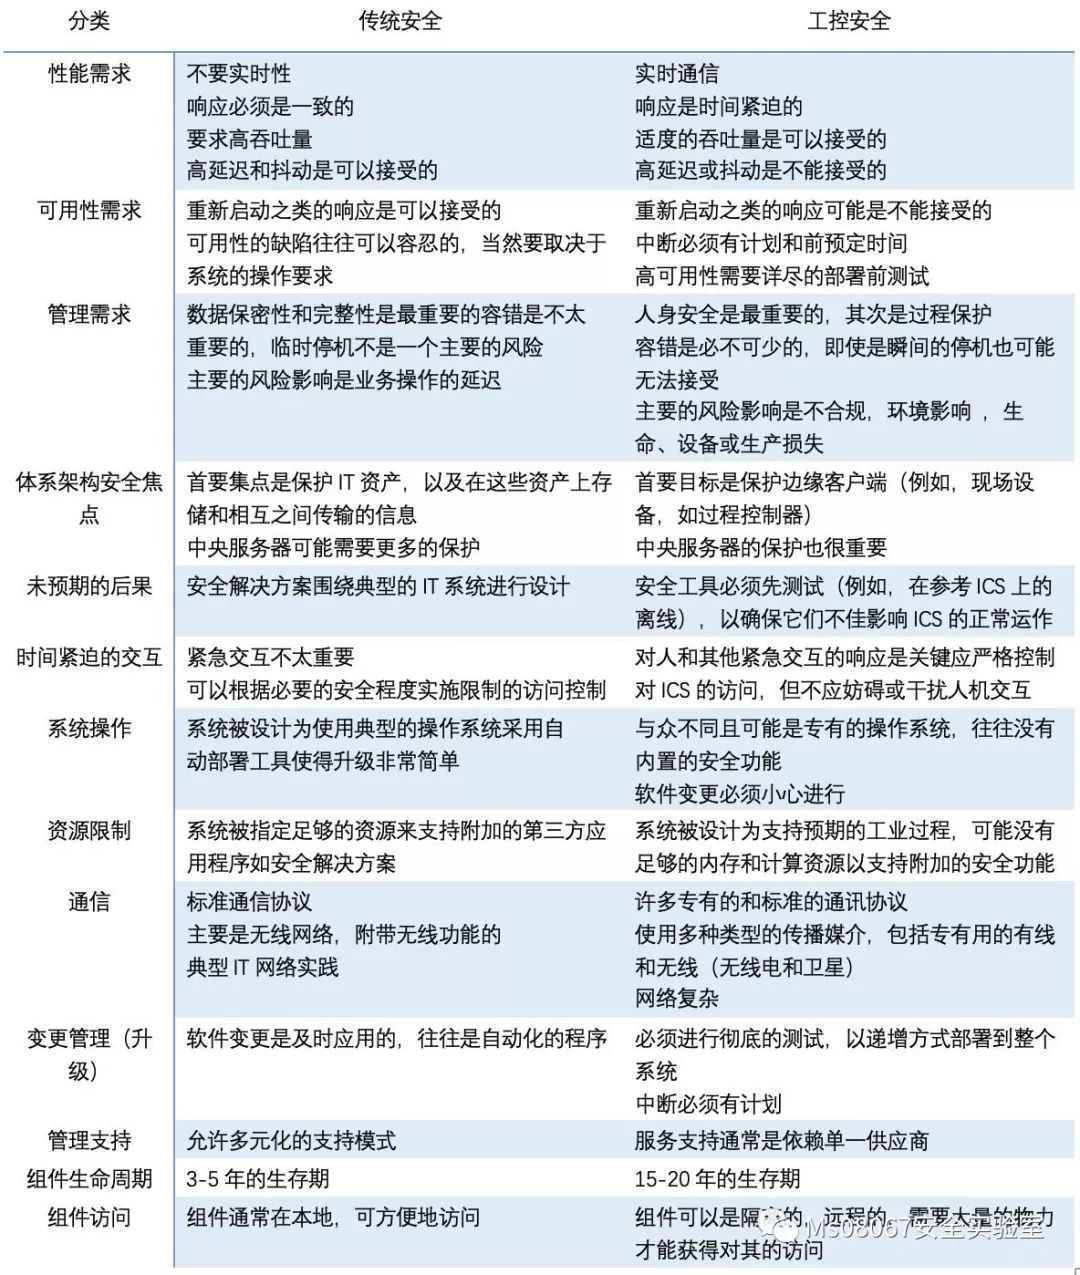 分类 传统安全 工控安全
性能需求 不要实时性 实时通信
响应必须是一致的 响应是时间紧迫的
要求高吞吐量 适度的吞吐量是可以接受的
高延迟和抖动是可以接受的 高延迟或抖动是不能接受的
可用性需求 重新启动之类的响应是可以接受的 重新启动之类的响应可能是不能接受的
可用性的缺陷往往可以容忍的，当然要取决于 中断必须有计划和前预定时间
系统的操作要求 高可用性需要详尽的部署前测试
管理需求 数据保密性和完整性是最重要的容错是不太 人身安全是最重要的，其次是过程保护
重要的，临时停机不是一个主要的风险 容错是必不可少的，即使是瞬间的停机也可能
主要的风险影响是业务操作的延迟 无法接受
主要的风险影响是不合规，环境影响 ，生
命、设备或生产损失
体系架构安全焦 首要集点是保护 IT 资产，以及在这些资产上存 首要目标是保护边缘客户端（例如，现场设
点 储和相互之间传输的信息 备，如过程控制器）
中央服务器可能需要更多的保护 中央服务器的保护也很重要
未预期的后果 安全解决方案围绕典型的 IT 系统进行设计 安全工具必须先测试（例如，在参考 ICS 上的
离线），以确保它们不佳影响 ICS 的正常运作
时间紧迫的交互 紧急交互不太重要 对人和其他紧急交互的响应是关键应严格控制
可以根据必要的安全程度实施限制的访问控制 对 ICS 的访问，但不应妨碍或干扰人机交互
系统操作 系统被设计为使用典型的操作系统采用自 与众不同且可能是专有的操作系统，往往没有
动部署工具使得升级非常简单 内置的安全功能
软件变更必须小心进行
资源限制 系统被指定足够的资源来支持附加的第三方应 系统被设计为支持预期的工业过程，可能没有
用程序如安全解决方案 足够的内存和计算资源以支持附加的安全功能
通信 标准通信协议 许多专有的和标准的通讯协议
主要是无线网络，附带无线功能的 使用多种类型的传播媒介，包括专有用的有线
典型 IT 网络实践 和无线（无线电和卫星）
网络复杂
变更管理（升 软件变更是及时应用的，往往是自动化的程序 必须进行彻底的测试，以递增方式部署到整个
级） 系统
中断必须有计划
管理支持 允许多元化的支持模式 服务支持通常是依赖单一供应商
组件生命周期 3-5 年的生存期 15-20 年的生存期
组件访问 组件通常在本地，可方便地访问 组件可以是隔 的，远程的，需要大量的物力
才能获得对其的访问
Ms08067安全实验室